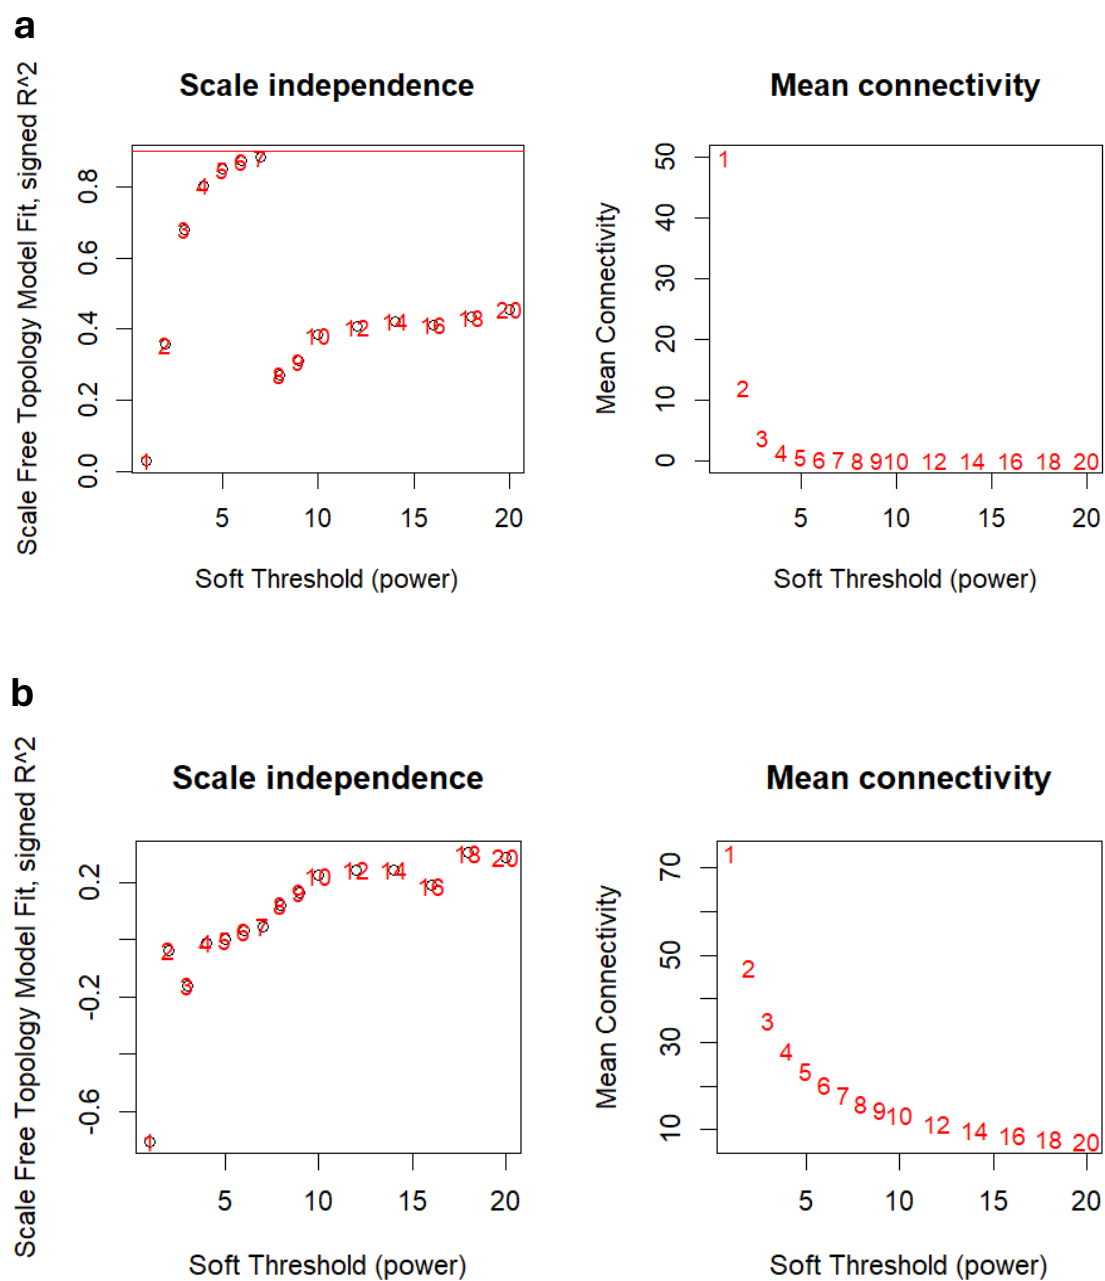 a
Scale independence
Scale Free Topology Model Fit, signed R^2
0.0 0.2 0.4 0.6 0.8
1 2 3 4 5 6 7 8 9 10 12 14 16 18 20
5 10 15 20
Soft Threshold (power)
Mean connectivity
Mean Connectivity
0 10 20 30 40 50
1 2 3 4 5 6 7 8 9 10 12 14 16 18 20
5 10 15 20
Soft Threshold (power)
b
Scale independence
Scale Free Topology Model Fit, signed R^2
-0.6 -0.2 0.2
1 2 3 4 5 6 7 8 9 10 12 14 16 18 20
5 10 15 20
Soft Threshold (power)
Mean connectivity
Mean Connectivity
10 30 50 70
1 2 3 4 5 6 7 8 9 10 12 14 16 18 20
5 10 15 20
Soft Threshold (power)